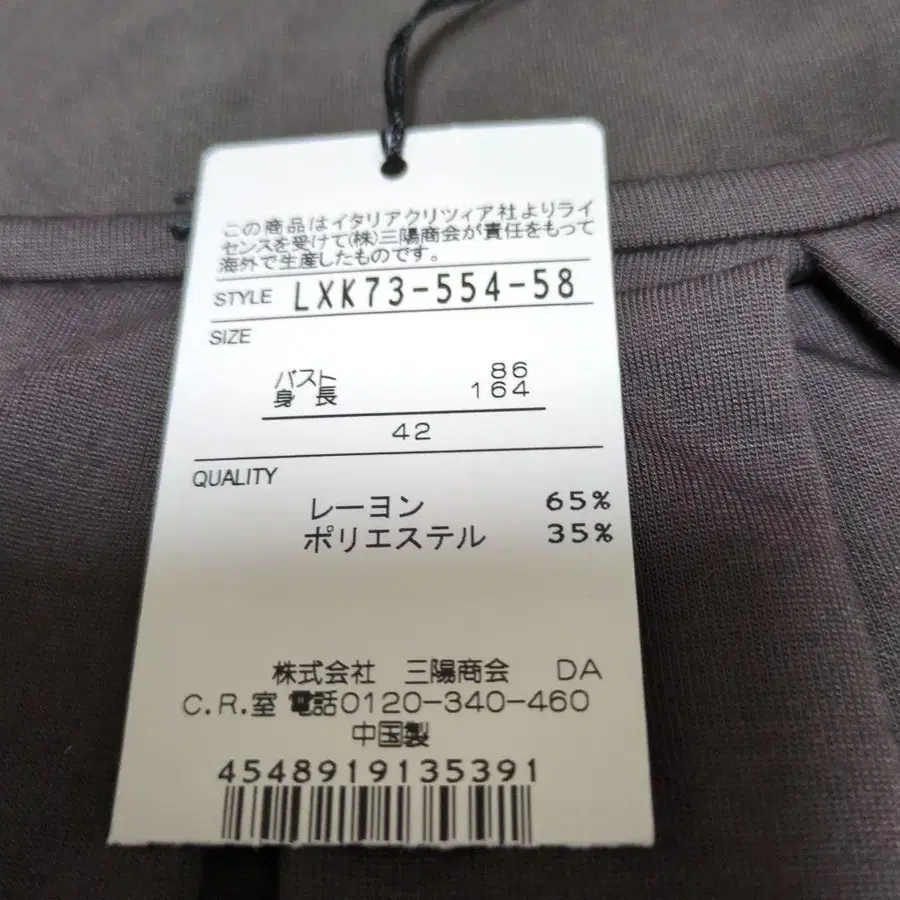 この商品はイタリアクリツィア社よりライ
センスを受けて(株)三陽商会が責任をもって
海外で生産したものです。
STYLE LXK73-554-58
SIZE
バスト 86
身長 164
42
QUALITY
レーヨン 65%
ポリエステル 35%
株式会社 三陽商会 DA
C.R.室 電話0120-340-460
中国製
4548919135391